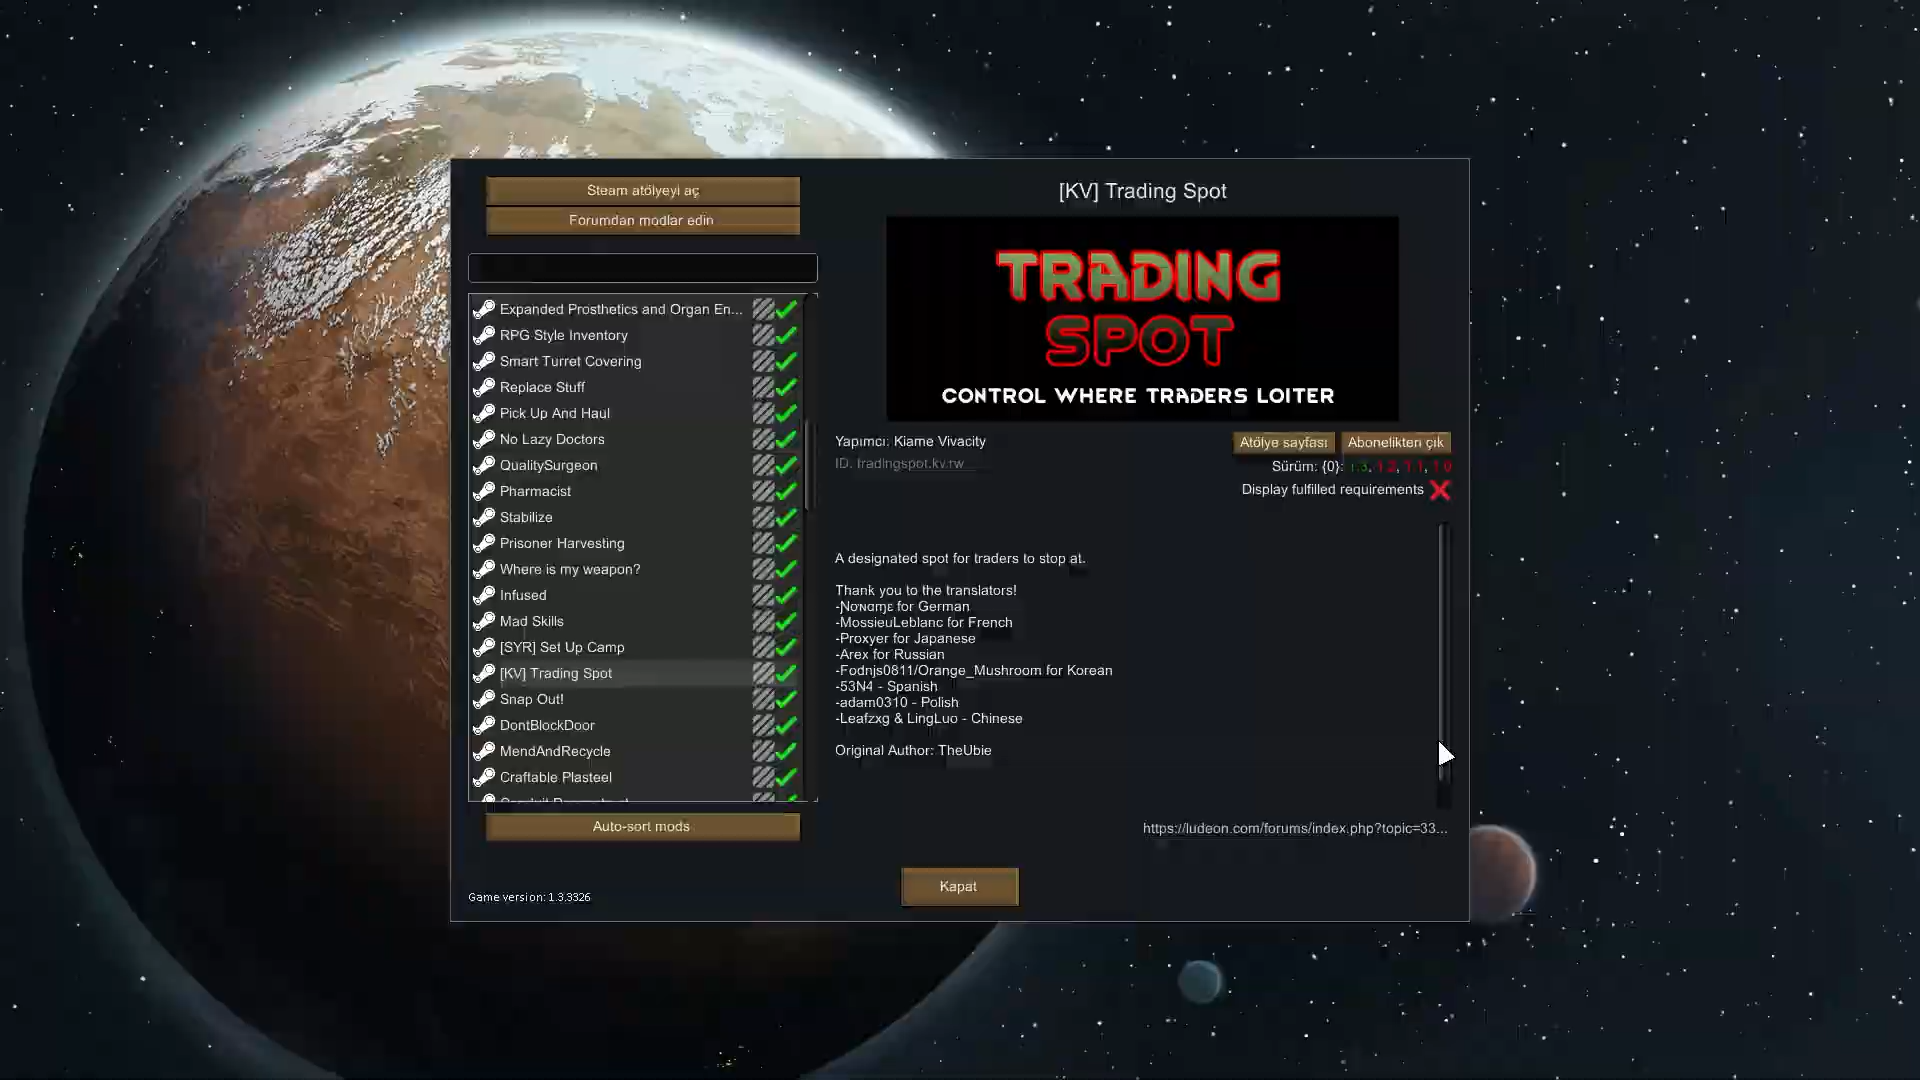 Steam atölyeyi aç
Forumdan modlar edin
Expanded Prosthetics and Organ En...
RPG Style Inventory
Smart Turret Covering
Replace Stuff
Pick Up And Haul
No Lazy Doctors
QualitySurgeon
Pharmacist
Stabilize
Prisoner Harvesting
Where is my weapon?
Infused
Mad Skills
[SYR] Set Up Camp
[KV] Trading Spot
Snap Out!
DontBlockDoor
MendAndRecycle
Craftable Plasteel
Auto-sort mods
Game version: 1.3.3326
[KV] Trading Spot
TRADING
SPOT
CONTROL WHERE TRADERS LOITER
Yapımcı: Kiame Vivacity
Atölye sayfası Abonelikten çık
ID: tradingspot.kv.rw
Sürüm: {0}: 1.3, 1.2, 1.1, 1.0
Display fulfilled requirements
A designated spot for traders to stop at.
Thank you to the translators!
-Ɲoɴɑɱɛ for German
-MossieuLeblanc for French
-Proxyer for Japanese
-Arex for Russian
-Fodnjs0811/Orange_Mushroom for Korean
-53N4 - Spanish
-adam0310 - Polish
-Leafzxg & LingLuo - Chinese
Original Author: TheUbie
https://ludeon.com/forums/index.php?topic=33...
Kapat